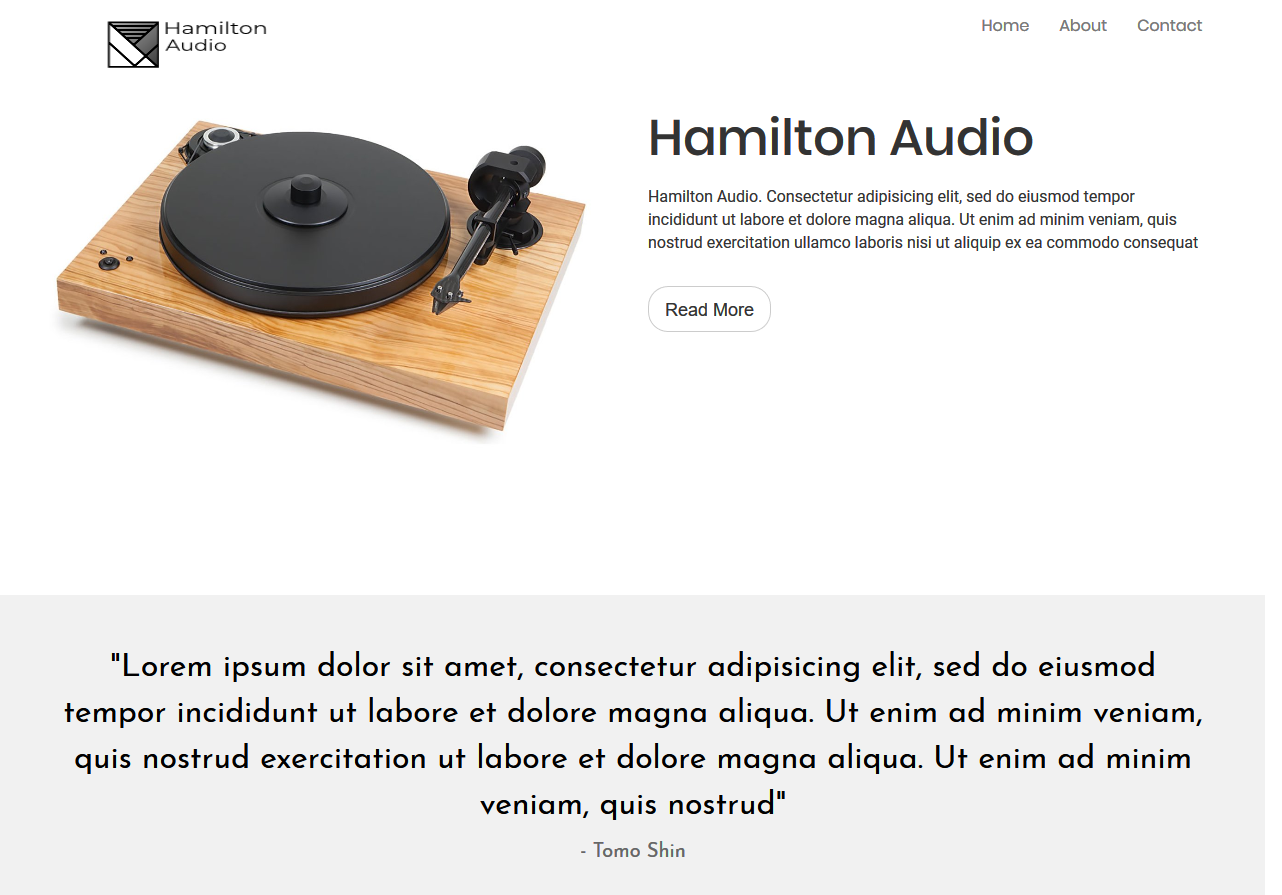 Hamilton
Audio
Home About Contact
Hamilton Audio
Hamilton Audio. Consectetur adipisicing elit, sed do eiusmod tempor
incididunt ut labore et dolore magna aliqua. Ut enim ad minim veniam, quis
nostrud exercitation ullamco laboris nisi ut aliquip ex ea commodo consequat
Read More
"Lorem ipsum dolor sit amet, consectetur adipisicing elit, sed do eiusmod
tempor incididunt ut labore et dolore magna aliqua. Ut enim ad minim veniam,
quis nostrud exercitation ut labore et dolore magna aliqua. Ut enim ad minim
veniam, quis nostrud"
- Tomo Shin